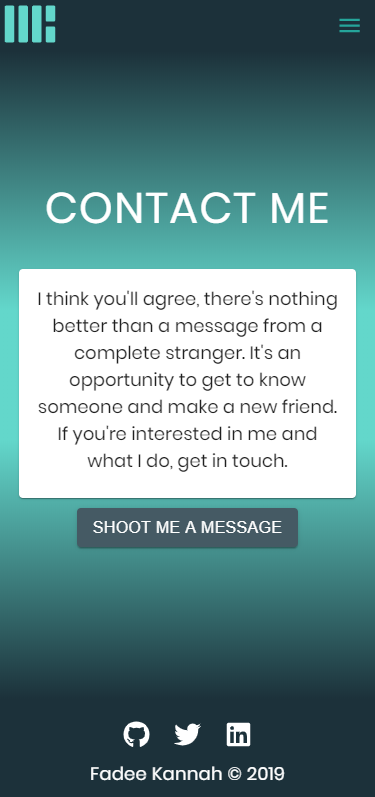 CONTACT ME
I think you'll agree, there's nothing
better than a message from a
complete stranger. It's an
opportunity to get to know
someone and make a new friend.
If you're interested in me and
what I do, get in touch.
SHOOT ME A MESSAGE
Fadee Kannah © 2019